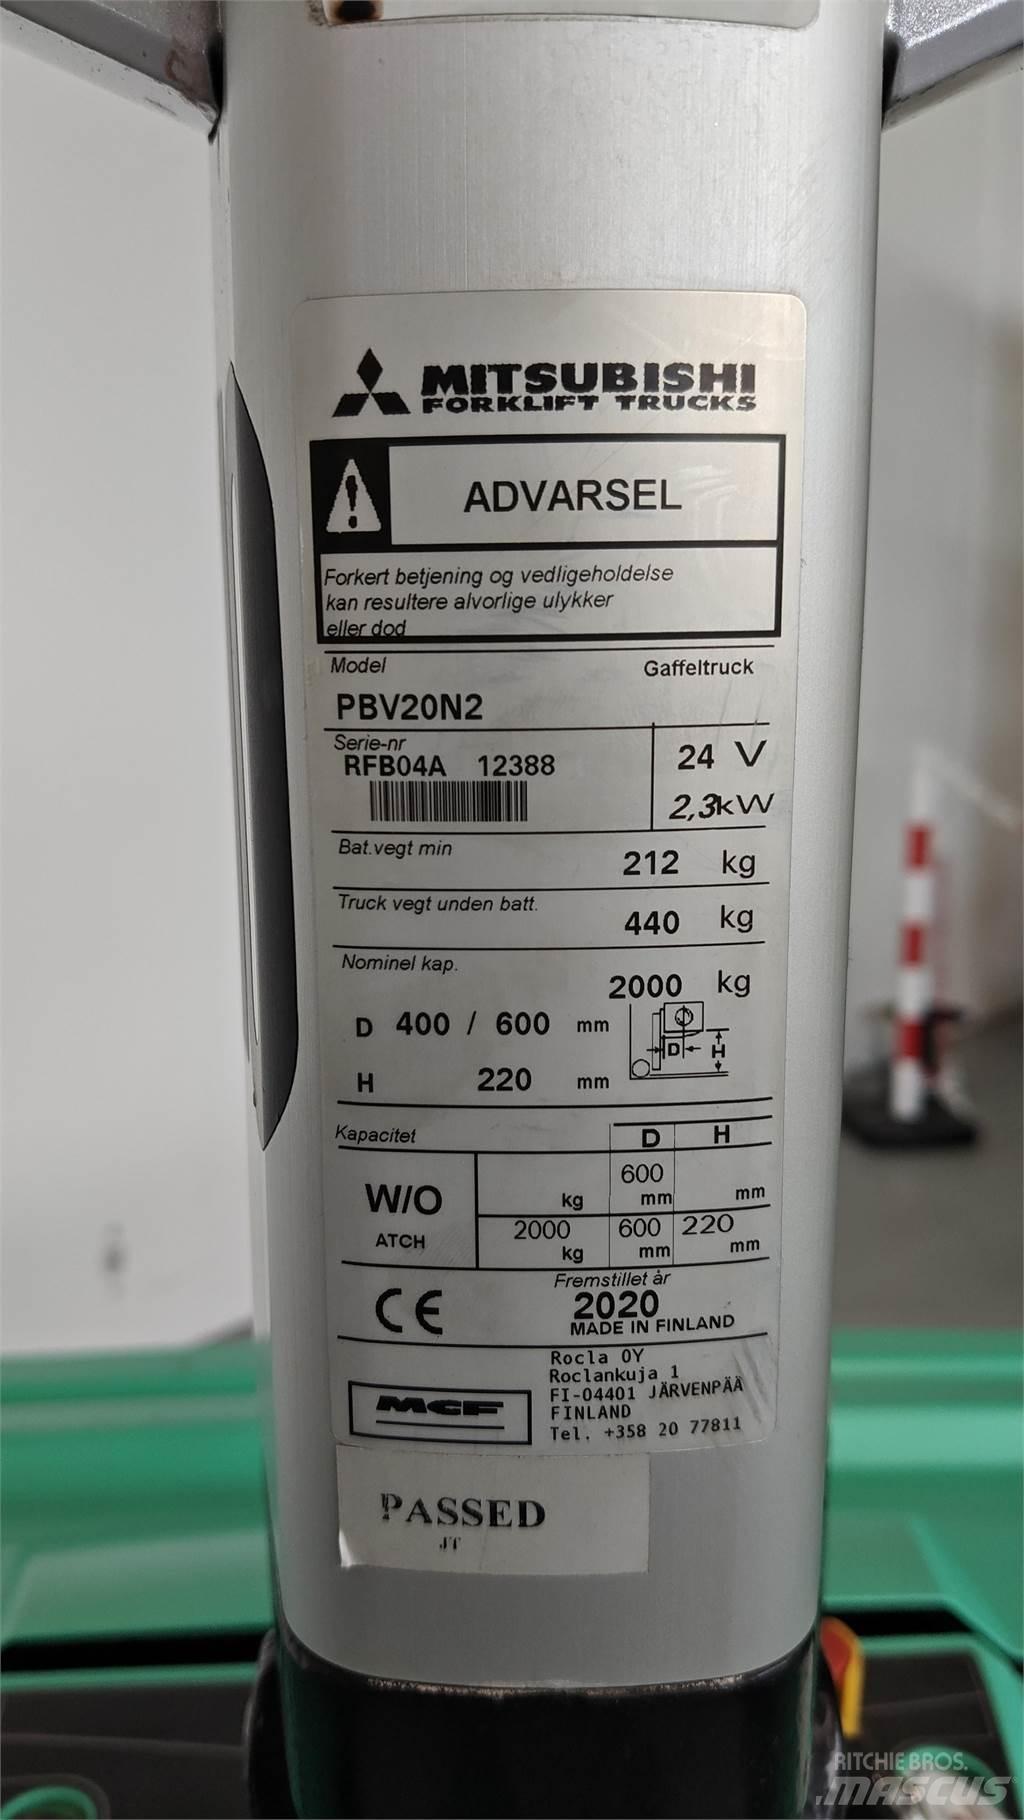 MITSUBISHI
FORKLIFT TRUCKS
ADVARSEL
Forkert betjening og vedligeholdelse
kan resultere alvorlige ulykker
eller dod
Model Gaffeltruck
PBV20N2
Serie-nr
RFB04A 12388
24 V
2,3kW
Bat.vegt min 212 kg
Truck vegt unden batt. 440 kg
Nominel kap. 2000 kg
D 400 / 600 mm
H 220 mm
D H
Kapacitet D H
W/O
ATCH
kg 600 mm mm
2000 kg 600 mm 220 mm
CE
Fremstillet år
2020
MADE IN FINLAND
MCF
Rocla OY
Roclankuja 1
FI-04401 JÄRVENPÄÄ
FINLAND
Tel. +358 20 77811
PASSED
JT
RITCHIE BROS.
MASCUS